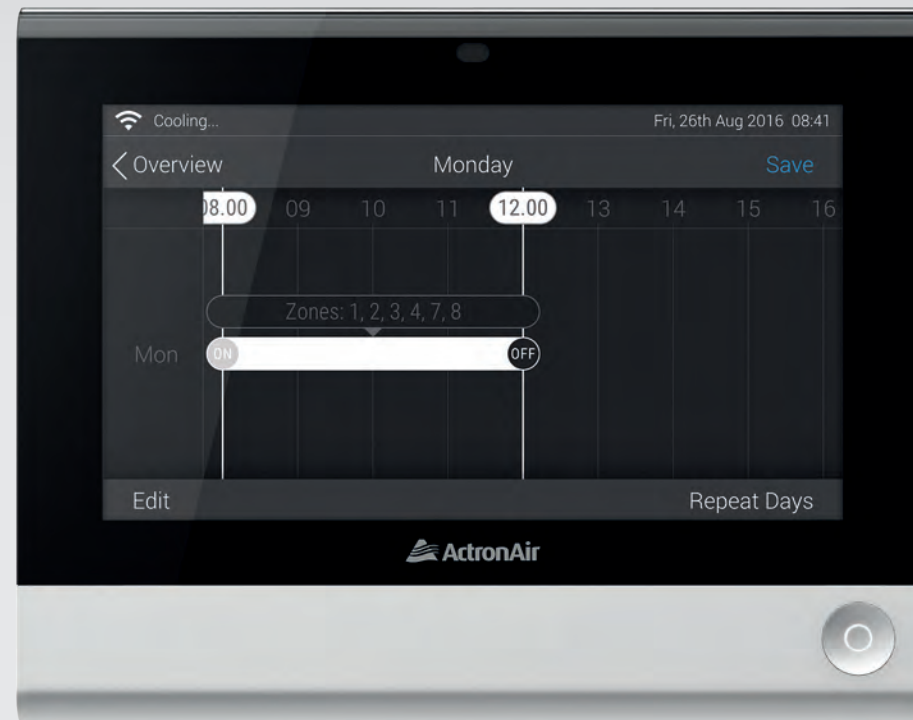 Cooling...
Fri, 26th Aug 2016 08:41
Overview
Monday
Save
08.00 09 10 11 12.00 13 14 15 16
Zones: 1, 2, 3, 4, 7, 8
Mon
ON
OFF
Edit
Repeat Days
ActronAir